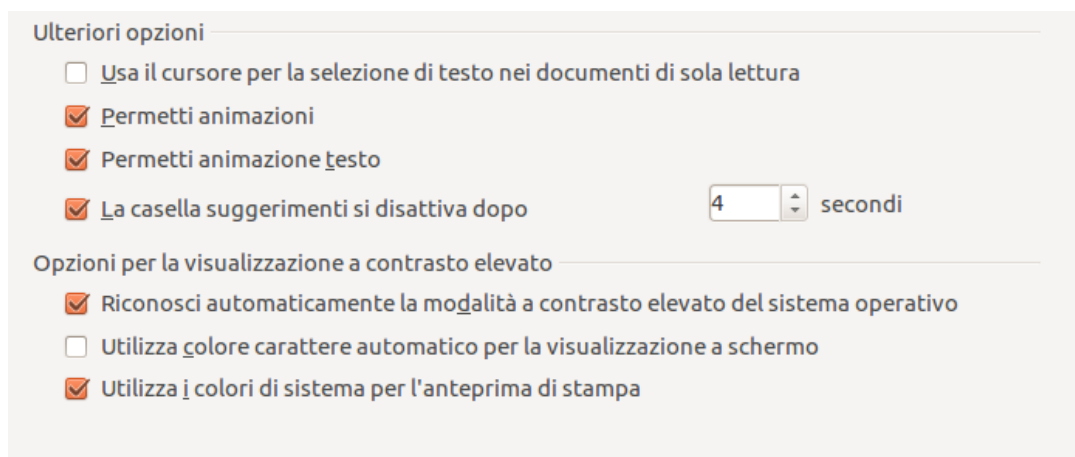 Ulteriori opzioni
Usa il cursore per la selezione di testo nei documenti di sola lettura
Permetti animazioni
Permetti animazione testo
La casella suggerimenti si disattiva dopo 4 secondi
Opzioni per la visualizzazione a contrasto elevato
Riconosci automaticamente la modalità a contrasto elevato del sistema operativo
Utilizza colore carattere automatico per la visualizzazione a schermo
Utilizza i colori di sistema per l'anteprima di stampa